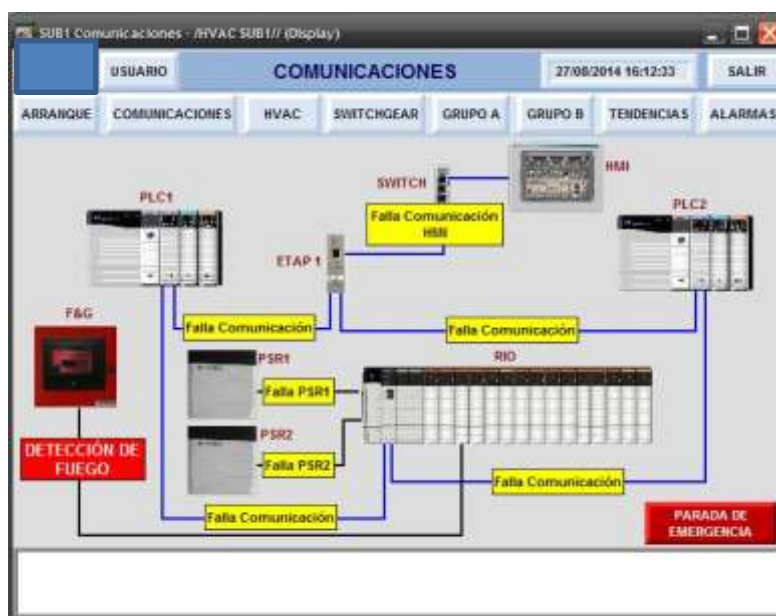 SUB1 Comunicaciones - /HVAC SUB1// (Display)
USUARIO
COMUNICACIONES
27/08/2014 16:12:33
SALIR
ARRANQUE
COMUNICACIONES
HVAC
SWITCHGEAR
GRUPO A
GRUPO B
TENDENCIAS
ALARMAS
SWITCH
HMI
PLC1
PLC2
Falla Comunicación
HMI
ETAP 1
F&G
Falla Comunicación
Falla Comunicación
PSR1
RIO
Falla PSR1
PSR2
DETECCIÓN DE
FUEGO
Falla PSR2
Falla Comunicación
Falla Comunicación
PARADA DE
EMERGENCIA